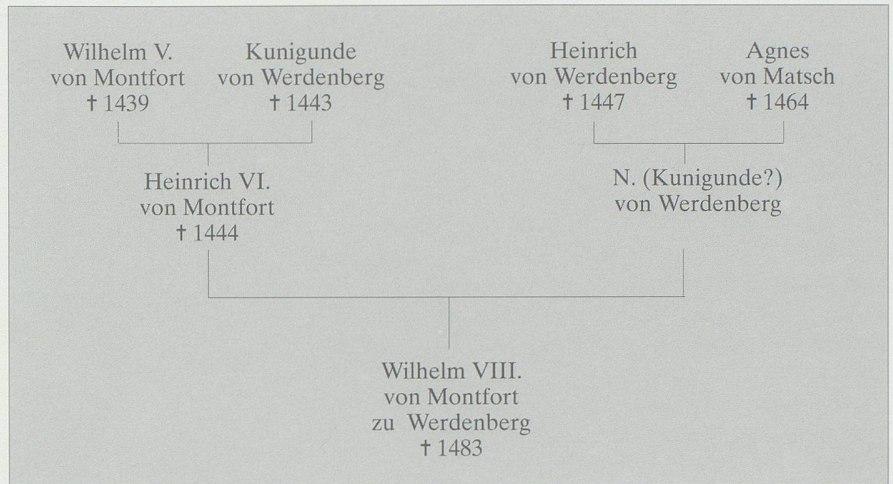 Wilhelm V.
von Montfort
† 1439
Kunigunde
von Werdenberg
† 1443
Heinrich
von Werdenberg
† 1447
Agnes
von Matsch
† 1464
Heinrich VI.
von Montfort
† 1444
N. (Kunigunde?)
von Werdenberg
Wilhelm VIII.
von Montfort
zu Werdenberg
† 1483